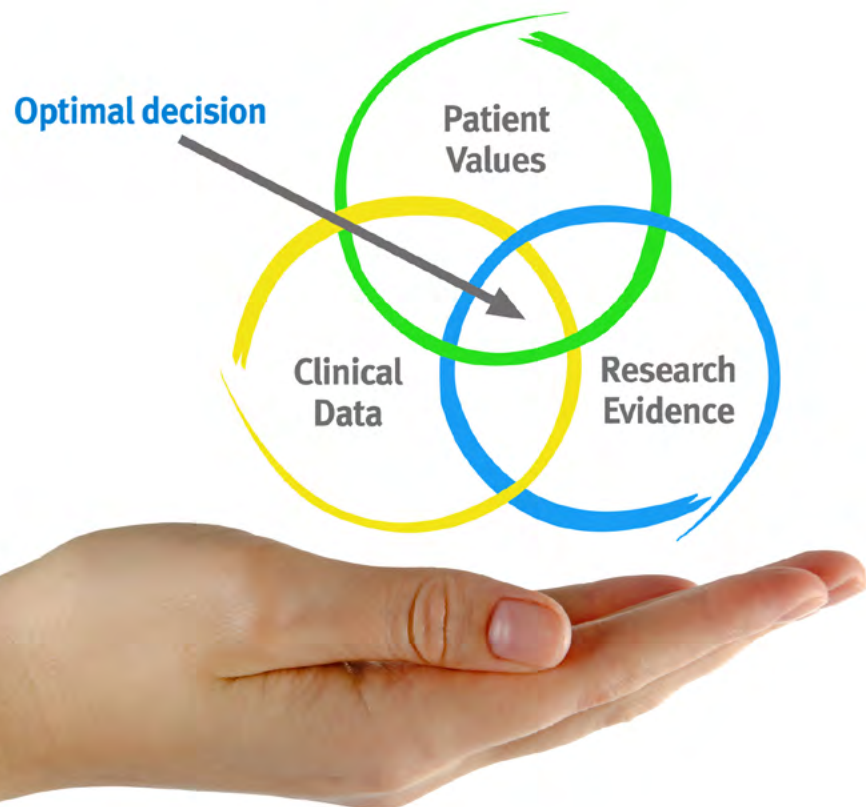 Optimal decision
Patient
Values
Clinical
Data
Research
Evidence